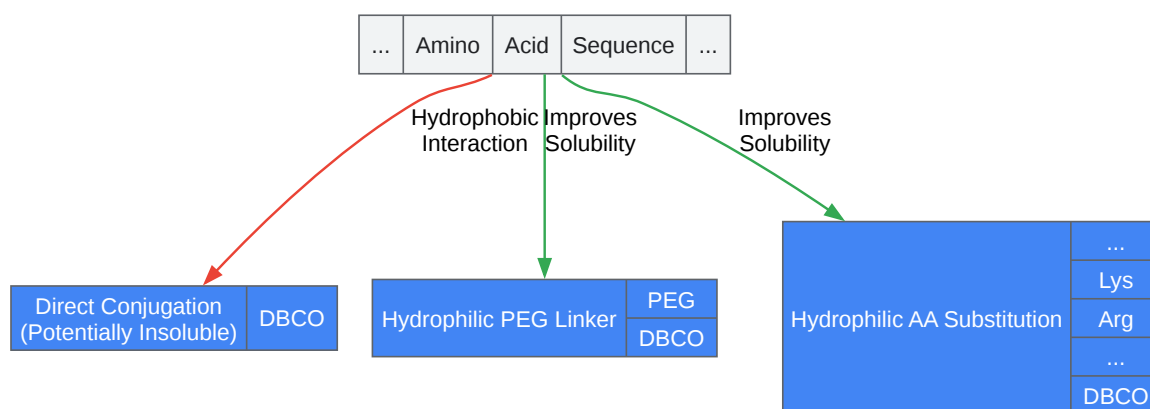 ... Amino Acid Sequence ...
Hydrophobic
Interaction
Improves
Solubility
Improves
Solubility
Direct Conjugation
(Potentially Insoluble)
DBCO
Hydrophilic PEG Linker
PEG
DBCO
Hydrophilic AA Substitution
...
Lys
Arg
...
DBCO